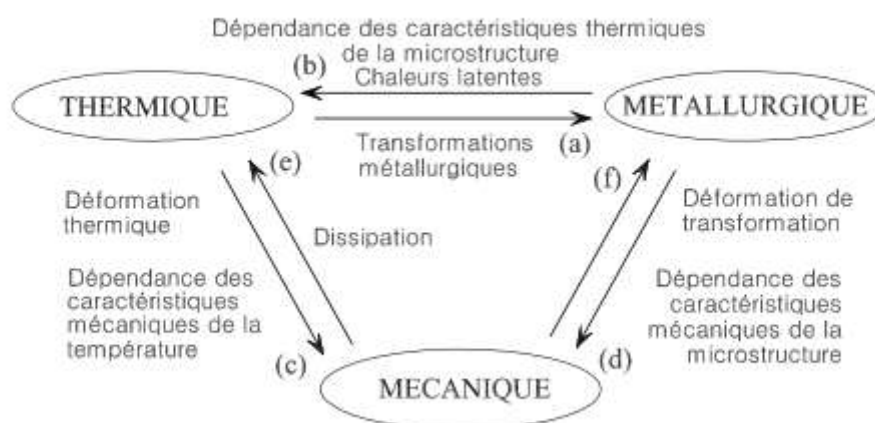 Dépendance des caractéristiques thermiques
de la microstructure
(b)
Chaleurs latentes
THERMIQUE
METALLURGIQUE
Transformations
métallurgiques
(a)
(e)
(f)
Déformation
thermique
Déformation de
transformation
Dissipation
Dépendance des
caractéristiques
mécaniques de la
température
Dépendance des
caractéristiques
mécaniques de la
microstructure
(c)
(d)
MECANIQUE